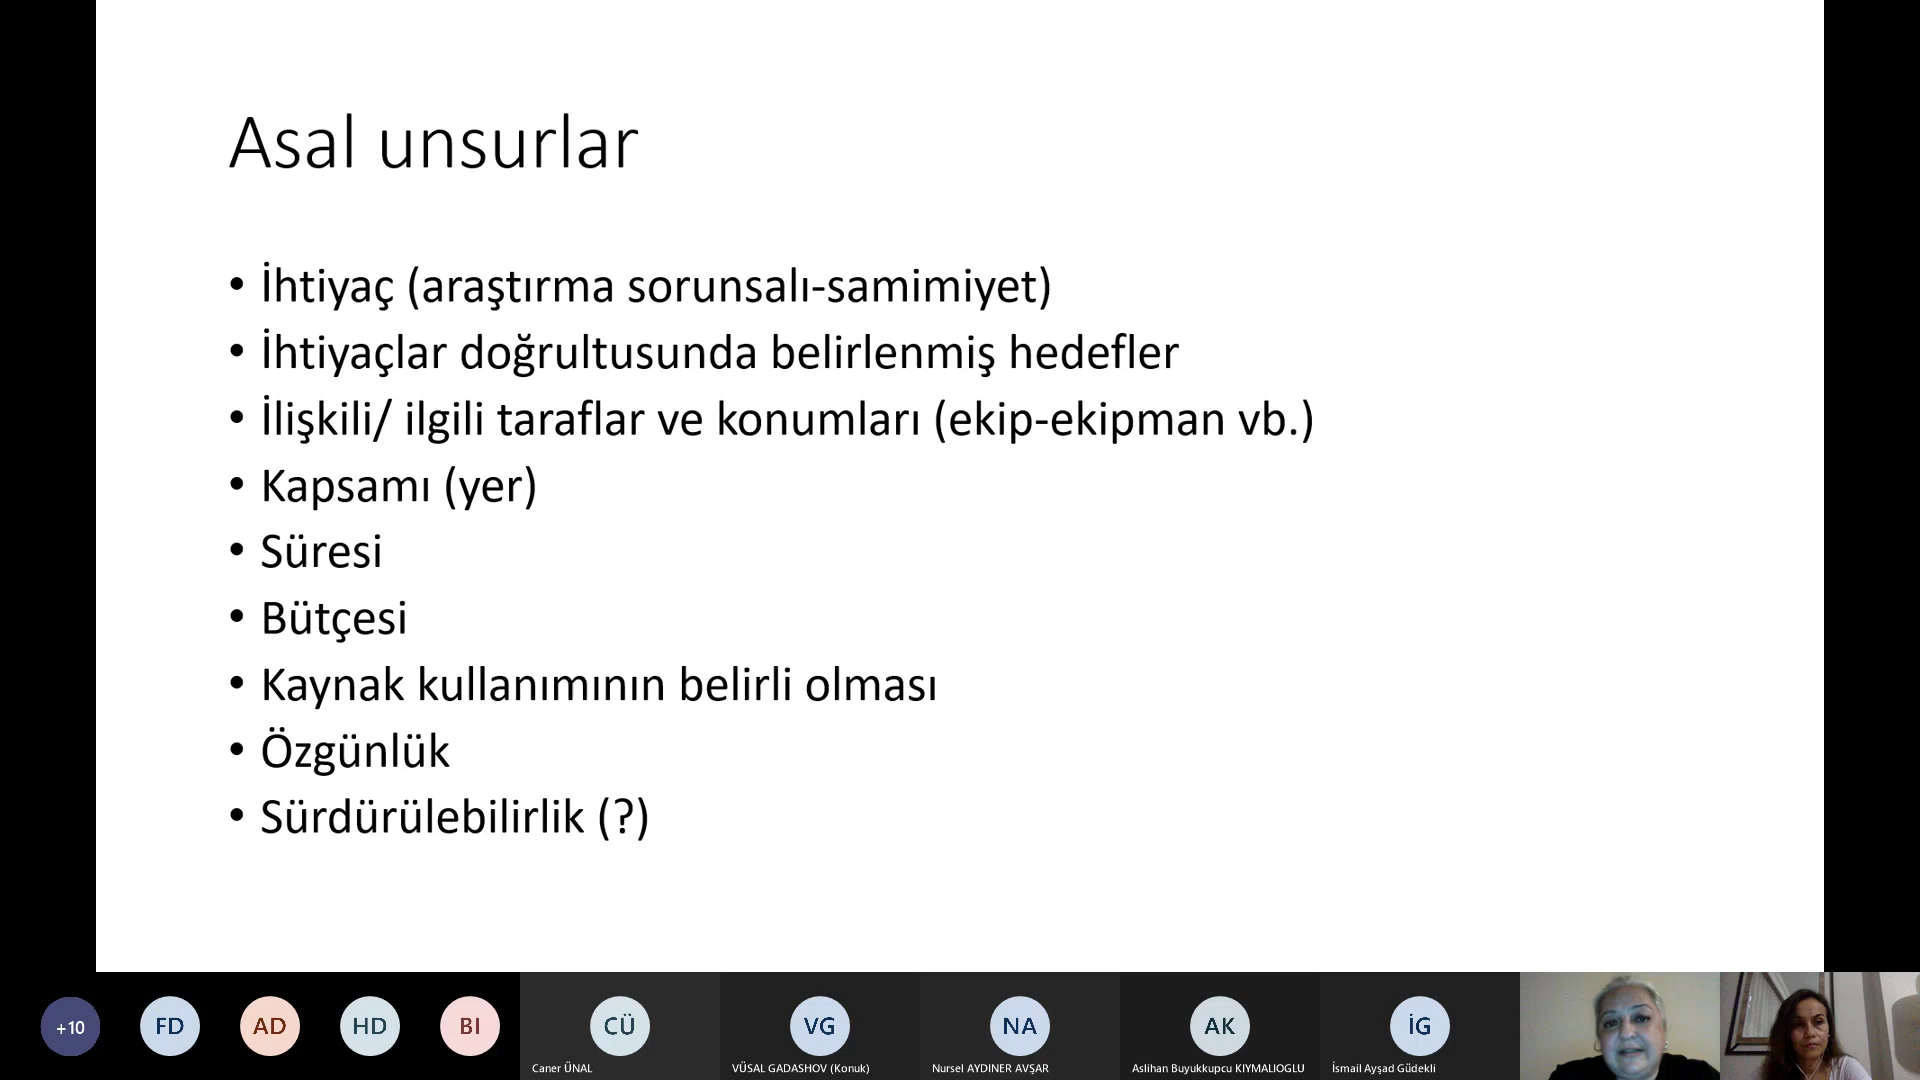 Asal unsurlar
• İhtiyaç (araştırma sorunsalı-samimiyet)
• İhtiyaçlar doğrultusunda belirlenmiş hedefler
• İlişkili/ ilgili taraflar ve konumları (ekip-ekipman vb.)
• Kapsamı (yer)
• Süresi
• Bütçesi
• Kaynak kullanımının belirli olması
• Özgünlük
• Sürdürülebilirlik (?)
+10 FD AD HD BI CÜ VG NA AK İG
Caner ÜNAL VÜSAL GADASHOV (Konuk) Nursel AYDINER AVŞAR Aslihan Buyukkupcu KIYMALIOGLU İsmail Ayşad Güdekli